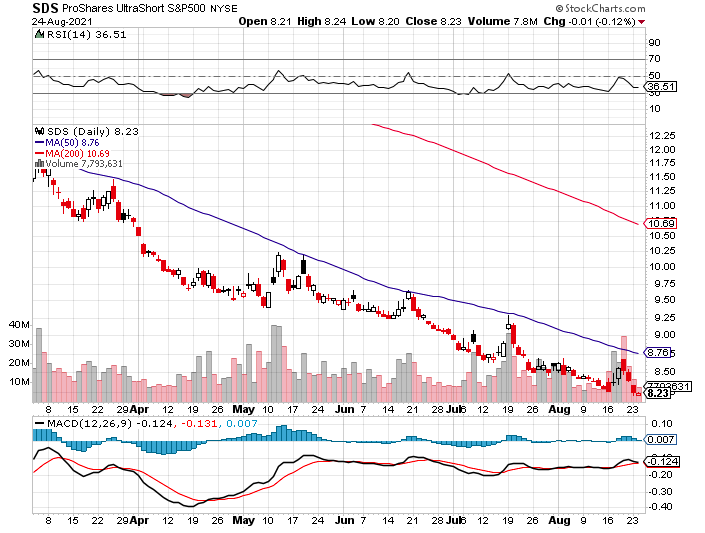 SDS ProShares UltraShort S&P500 NYSE
© StockCharts.com
24-Aug-2021
Open 8.21 High 8.24 Low 8.20 Close 8.23 Volume 7.8M Chg -0.01 (-0.12%)
RSI(14) 36.51
90
70
50
36.51
30
10
SDS (Daily) 8.23
MA(50) 8.76
MA(200) 10.69
Volume 7,793,631
12.25
12.00
11.75
11.50
11.25
11.00
10.69
10.50
10.25
10.00
9.75
9.50
9.25
9.00
8.76
8.50
7793631
8.23
40M
30M
20M
10M
8 15 22 29 Apr 12 19 26 May 10 17 24 Jun 7 14 21 28 Jul 6 12 19 26 Aug 9 16 23
MACD(12,26,9) -0.124, -0.131, 0.007
0.10
0.007
-0.124
-0.20
-0.30
-0.40
8 15 22 29 Apr 12 19 26 May 10 17 24 Jun 7 14 21 28 Jul 6 12 19 26 Aug 9 16 23